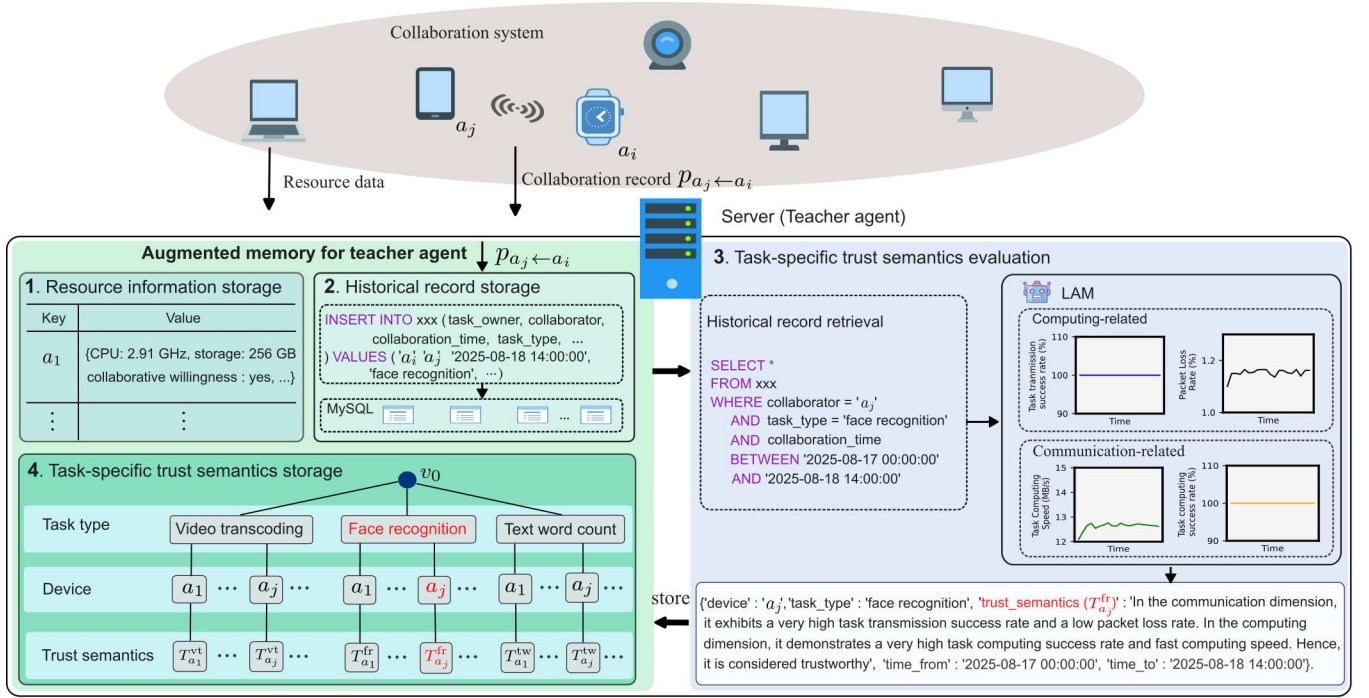 Collaboration system
a_j
a_i
Resource data
Collaboration record p_{a_j←a_i}
Server (Teacher agent)
Augmented memory for teacher agent
p_{a_j←a_i}
1. Resource information storage
Key Value
a_1
{CPU: 2.91 GHz, storage: 256 GB
collaborative willingness : yes, ...}
⋮ ⋮
2. Historical record storage
INSERT INTO xxx ( task_owner, collaborator,
collaboration_time, task_type, ...
) VALUES ( 'a_i' 'a_j' '2025-08-18 14:00:00',
'face recognition', ...)
MySQL
...
3. Task-specific trust semantics evaluation
Historical record retrieval
SELECT *
FROM xxx
WHERE collaborator = 'a_j'
AND task_type = 'face recognition'
AND collaboration_time
BETWEEN '2025-08-17 00:00:00'
AND '2025-08-18 14:00:00'
LAM
Computing-related
Task tranmission
success rate (%)
110
100
90
Time
Packet Loss
Rate (%)
1.2
1.0
Time
Communication-related
Task Computing
Speed (MB/s)
15
14
13
12
Time
Task computing
success rate (%)
110
100
90
Time
4. Task-specific trust semantics storage
v_0
Task type
Video transcoding
Face recognition
Text word count
Device
a_1 ... a_j ... a_1 ... a_j ... a_1 ... a_j ...
Trust semantics
T_{a_1}^{vt} ... T_{a_j}^{vt} ... T_{a_1}^{fr} ... T_{a_j}^{fr} ... T_{a_1}^{tw} ... T_{a_j}^{tw} ...
store
{'device' : 'a_j','task_type' : 'face recognition', 'trust_semantics (T_{a_j}^{fr})' : 'In the communication dimension,
it exhibits a very high task transmission success rate and a low packet loss rate. In the computing
dimension, it demonstrates a very high task computing success rate and fast computing speed. Hence,
it is considered trustworthy', 'time_from' : '2025-08-17 00:00:00', 'time_to' : '2025-08-18 14:00:00'}.